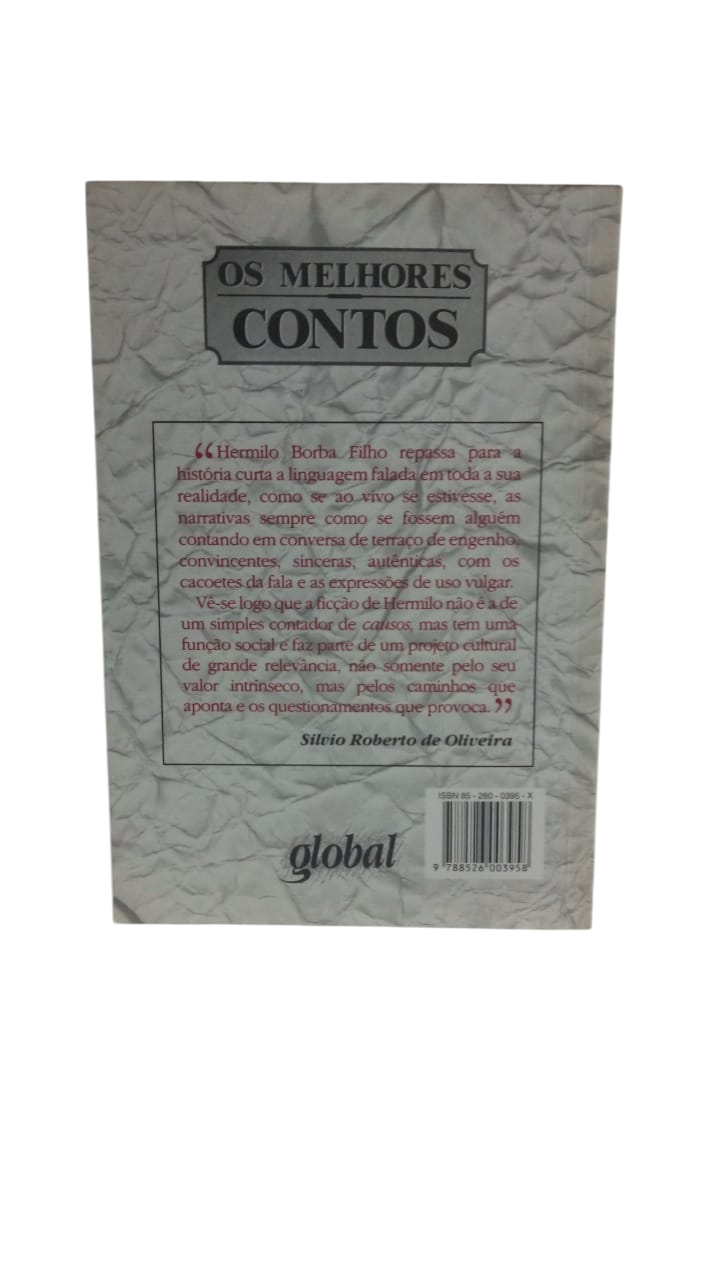 OS MELHORES
CONTOS
“Hermilo Borba Filho repassa para a
história curta a linguagem falada em toda a sua
realidade, como se ao vivo se estivesse, as
narrativas sempre como se fossem alguém
contando em conversa de terraço de engenho,
convincentes, sinceras, autênticas, com os
cacoetes da fala e as expressões de uso vulgar.
Vê-se logo que a ficção de Hermilo não é a de
um simples contador de causos, mas tem uma
função social e faz parte de um projeto cultural
de grande relevância, não somente pelo seu
valor intrínseco, mas pelos caminhos que
aponta e os questionamentos que provoca.”
Silvio Roberto de Oliveira
ISBN 85 - 260 - 0395 - X
global
9 788526 003958